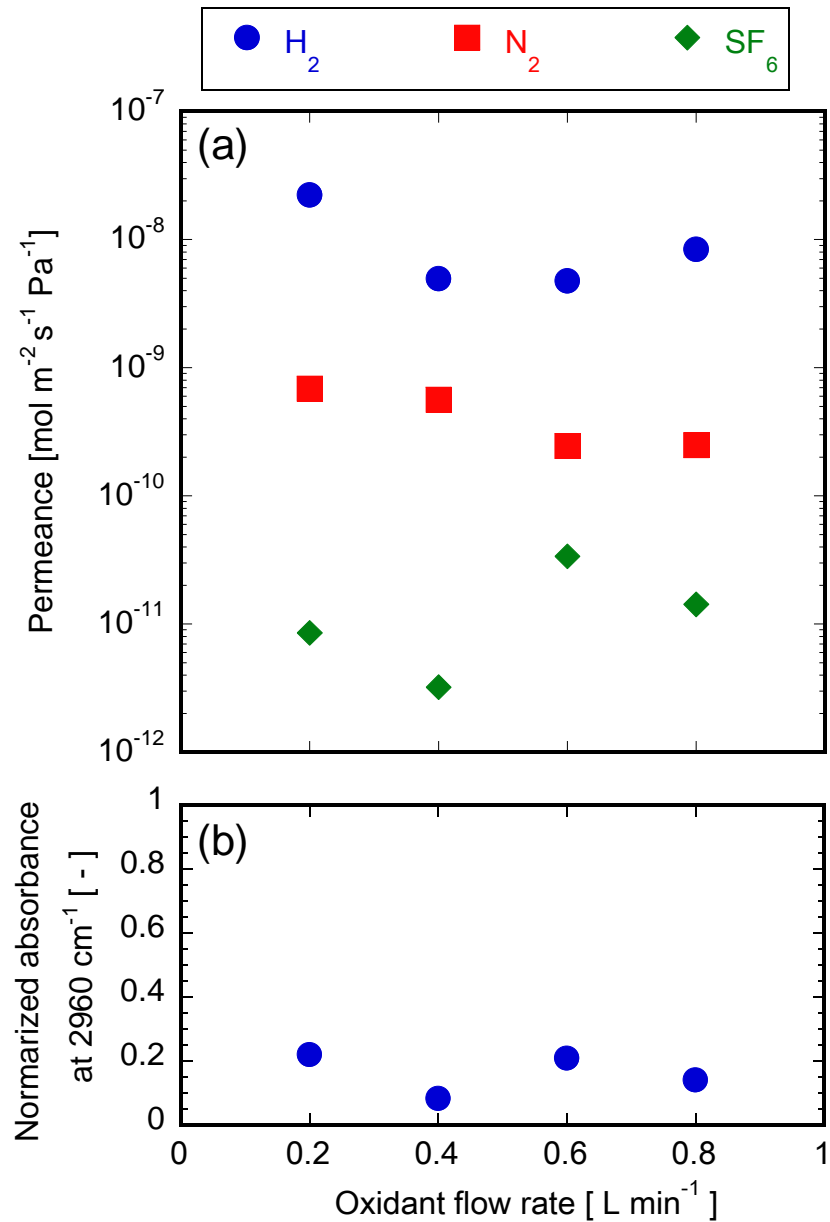 H₂ N₂ SF₆
(a)
Permeance [mol m⁻² s⁻¹ Pa⁻¹]
10⁻⁷
10⁻⁸
10⁻⁹
10⁻¹⁰
10⁻¹¹
10⁻¹²
(b)
Normarized absorbance
at 2960 cm⁻¹ [ - ]
1
0.8
0.6
0.4
0.2
0
0 0.2 0.4 0.6 0.8 1
Oxidant flow rate [ L min⁻¹ ]